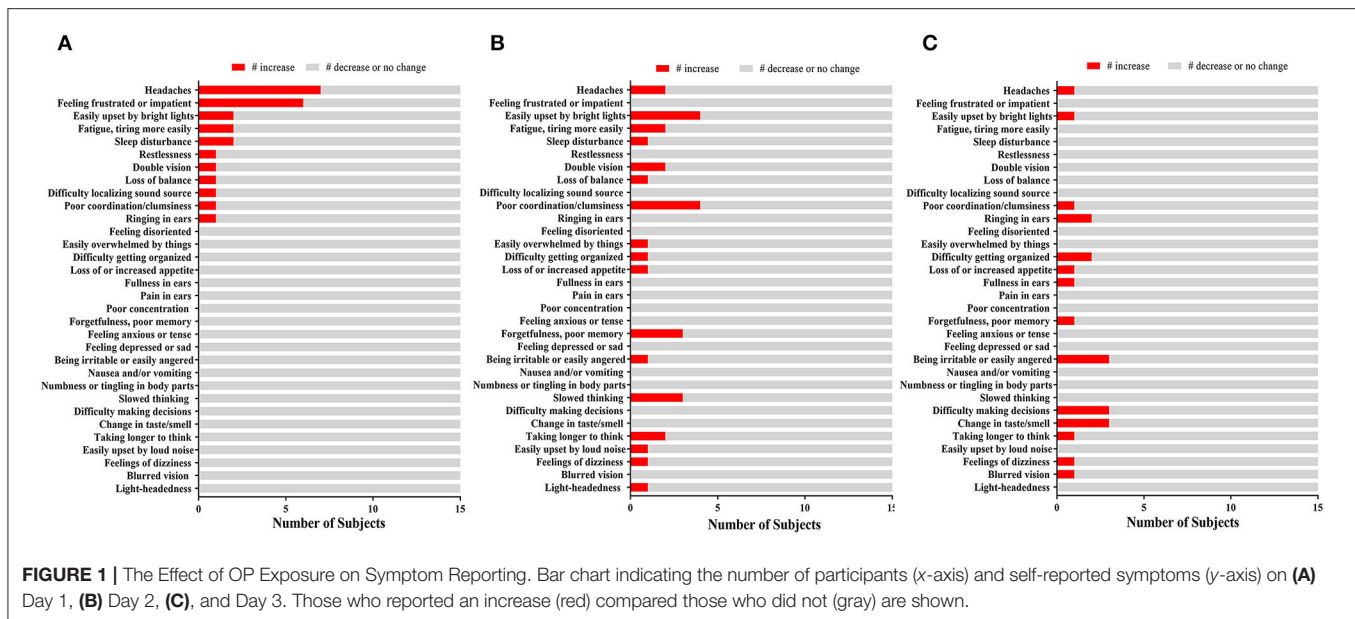 A
# increase # decrease or no change
Headaches
Feeling frustrated or impatient
Easily upset by bright lights
Fatigue, tiring more easily
Sleep disturbance
Restlessness
Double vision
Loss of balance
Difficulty localizing sound source
Poor coordination/clumsiness
Ringing in ears
Feeling disoriented
Easily overwhelmed by things
Difficulty getting organized
Loss of or increased appetite
Fullness in ears
Pain in ears
Poor concentration
Forgetfulness, poor memory
Feeling anxious or tense
Feeling depressed or sad
Being irritable or easily angered
Nausea and/or vomiting
Numbness or tingling in body parts
Slowed thinking
Difficulty making decisions
Change in taste/smell
Taking longer to think
Easily upset by loud noise
Feelings of dizziness
Blurred vision
Light-headedness
0 5 10 15
Number of Subjects
B
# increase # decrease or no change
Headaches
Feeling frustrated or impatient
Easily upset by bright lights
Fatigue, tiring more easily
Sleep disturbance
Restlessness
Double vision
Loss of balance
Difficulty localizing sound source
Poor coordination/clumsiness
Ringing in ears
Feeling disoriented
Easily overwhelmed by things
Difficulty getting organized
Loss of or increased appetite
Fullness in ears
Pain in ears
Poor concentration
Feeling anxious or tense
Forgetfulness, poor memory
Feeling depressed or sad
Being irritable or easily angered
Nausea and/or vomiting
Numbness or tingling in body parts
Slowed thinking
Difficulty making decisions
Change in taste/smell
Taking longer to think
Easily upset by loud noise
Feelings of dizziness
Blurred vision
Light-headedness
0 5 10 15
Number of Subjects
C
# increase # decrease or no change
Headaches
Feeling frustrated or impatient
Easily upset by bright lights
Fatigue, tiring more easily
Sleep disturbance
Restlessness
Double vision
Loss of balance
Difficulty localizing sound source
Poor coordination/clumsiness
Ringing in ears
Feeling disoriented
Easily overwhelmed by things
Difficulty getting organized
Loss of or increased appetite
Fullness in ears
Pain in ears
Poor concentration
Forgetfulness, poor memory
Feeling anxious or tense
Feeling depressed or sad
Being irritable or easily angered
Nausea and/or vomiting
Numbness or tingling in body parts
Slowed thinking
Difficulty making decisions
Change in taste/smell
Taking longer to think
Easily upset by loud noise
Feelings of dizziness
Blurred vision
Light-headedness
0 5 10 15
Number of Subjects
FIGURE 1 | The Effect of OP Exposure on Symptom Reporting. Bar chart indicating the number of participants (x-axis) and self-reported symptoms (y-axis) on (A)
Day 1, (B) Day 2, (C), and Day 3. Those who reported an increase (red) compared those who did not (gray) are shown.